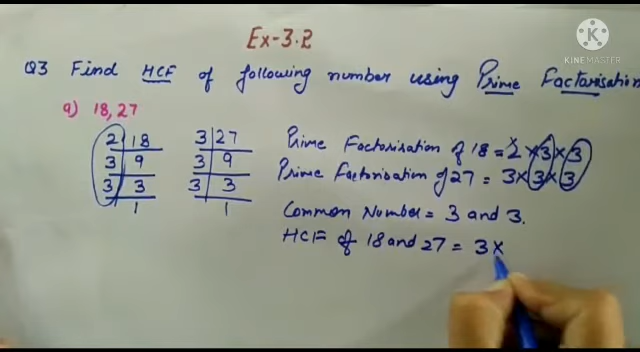 Ex-3.2
KINEMASTER
Q3 Find HCF of following number using Prime Factorisation
a) 18, 27
2 18
3 9
3 3
1
3 27
3 9
3 3
1
Prime Factorisation of 18 = 2 × 3 × 3
Prime Factorisation of 27 = 3 × 3 × 3
Common Number = 3 and 3.
HCF of 18 and 27 = 3 ×